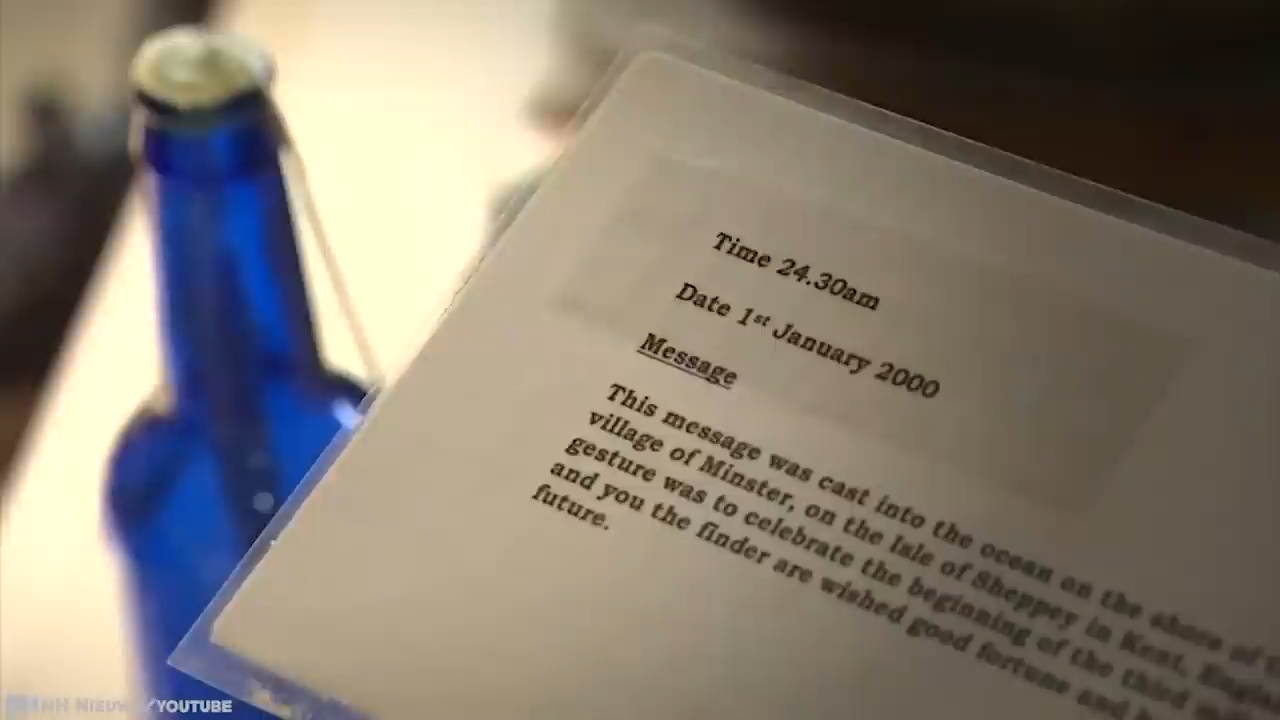 Time 24.30am
Date 1st January 2000
Message
This message was cast into the ocean on the shore of
village of Minster, on the Isle of Sheppey in Kent,
gesture was to celebrate the beginning of the third
and you the finder are wished good fortune and
future.
NH NIEUWS/YOUTUBE